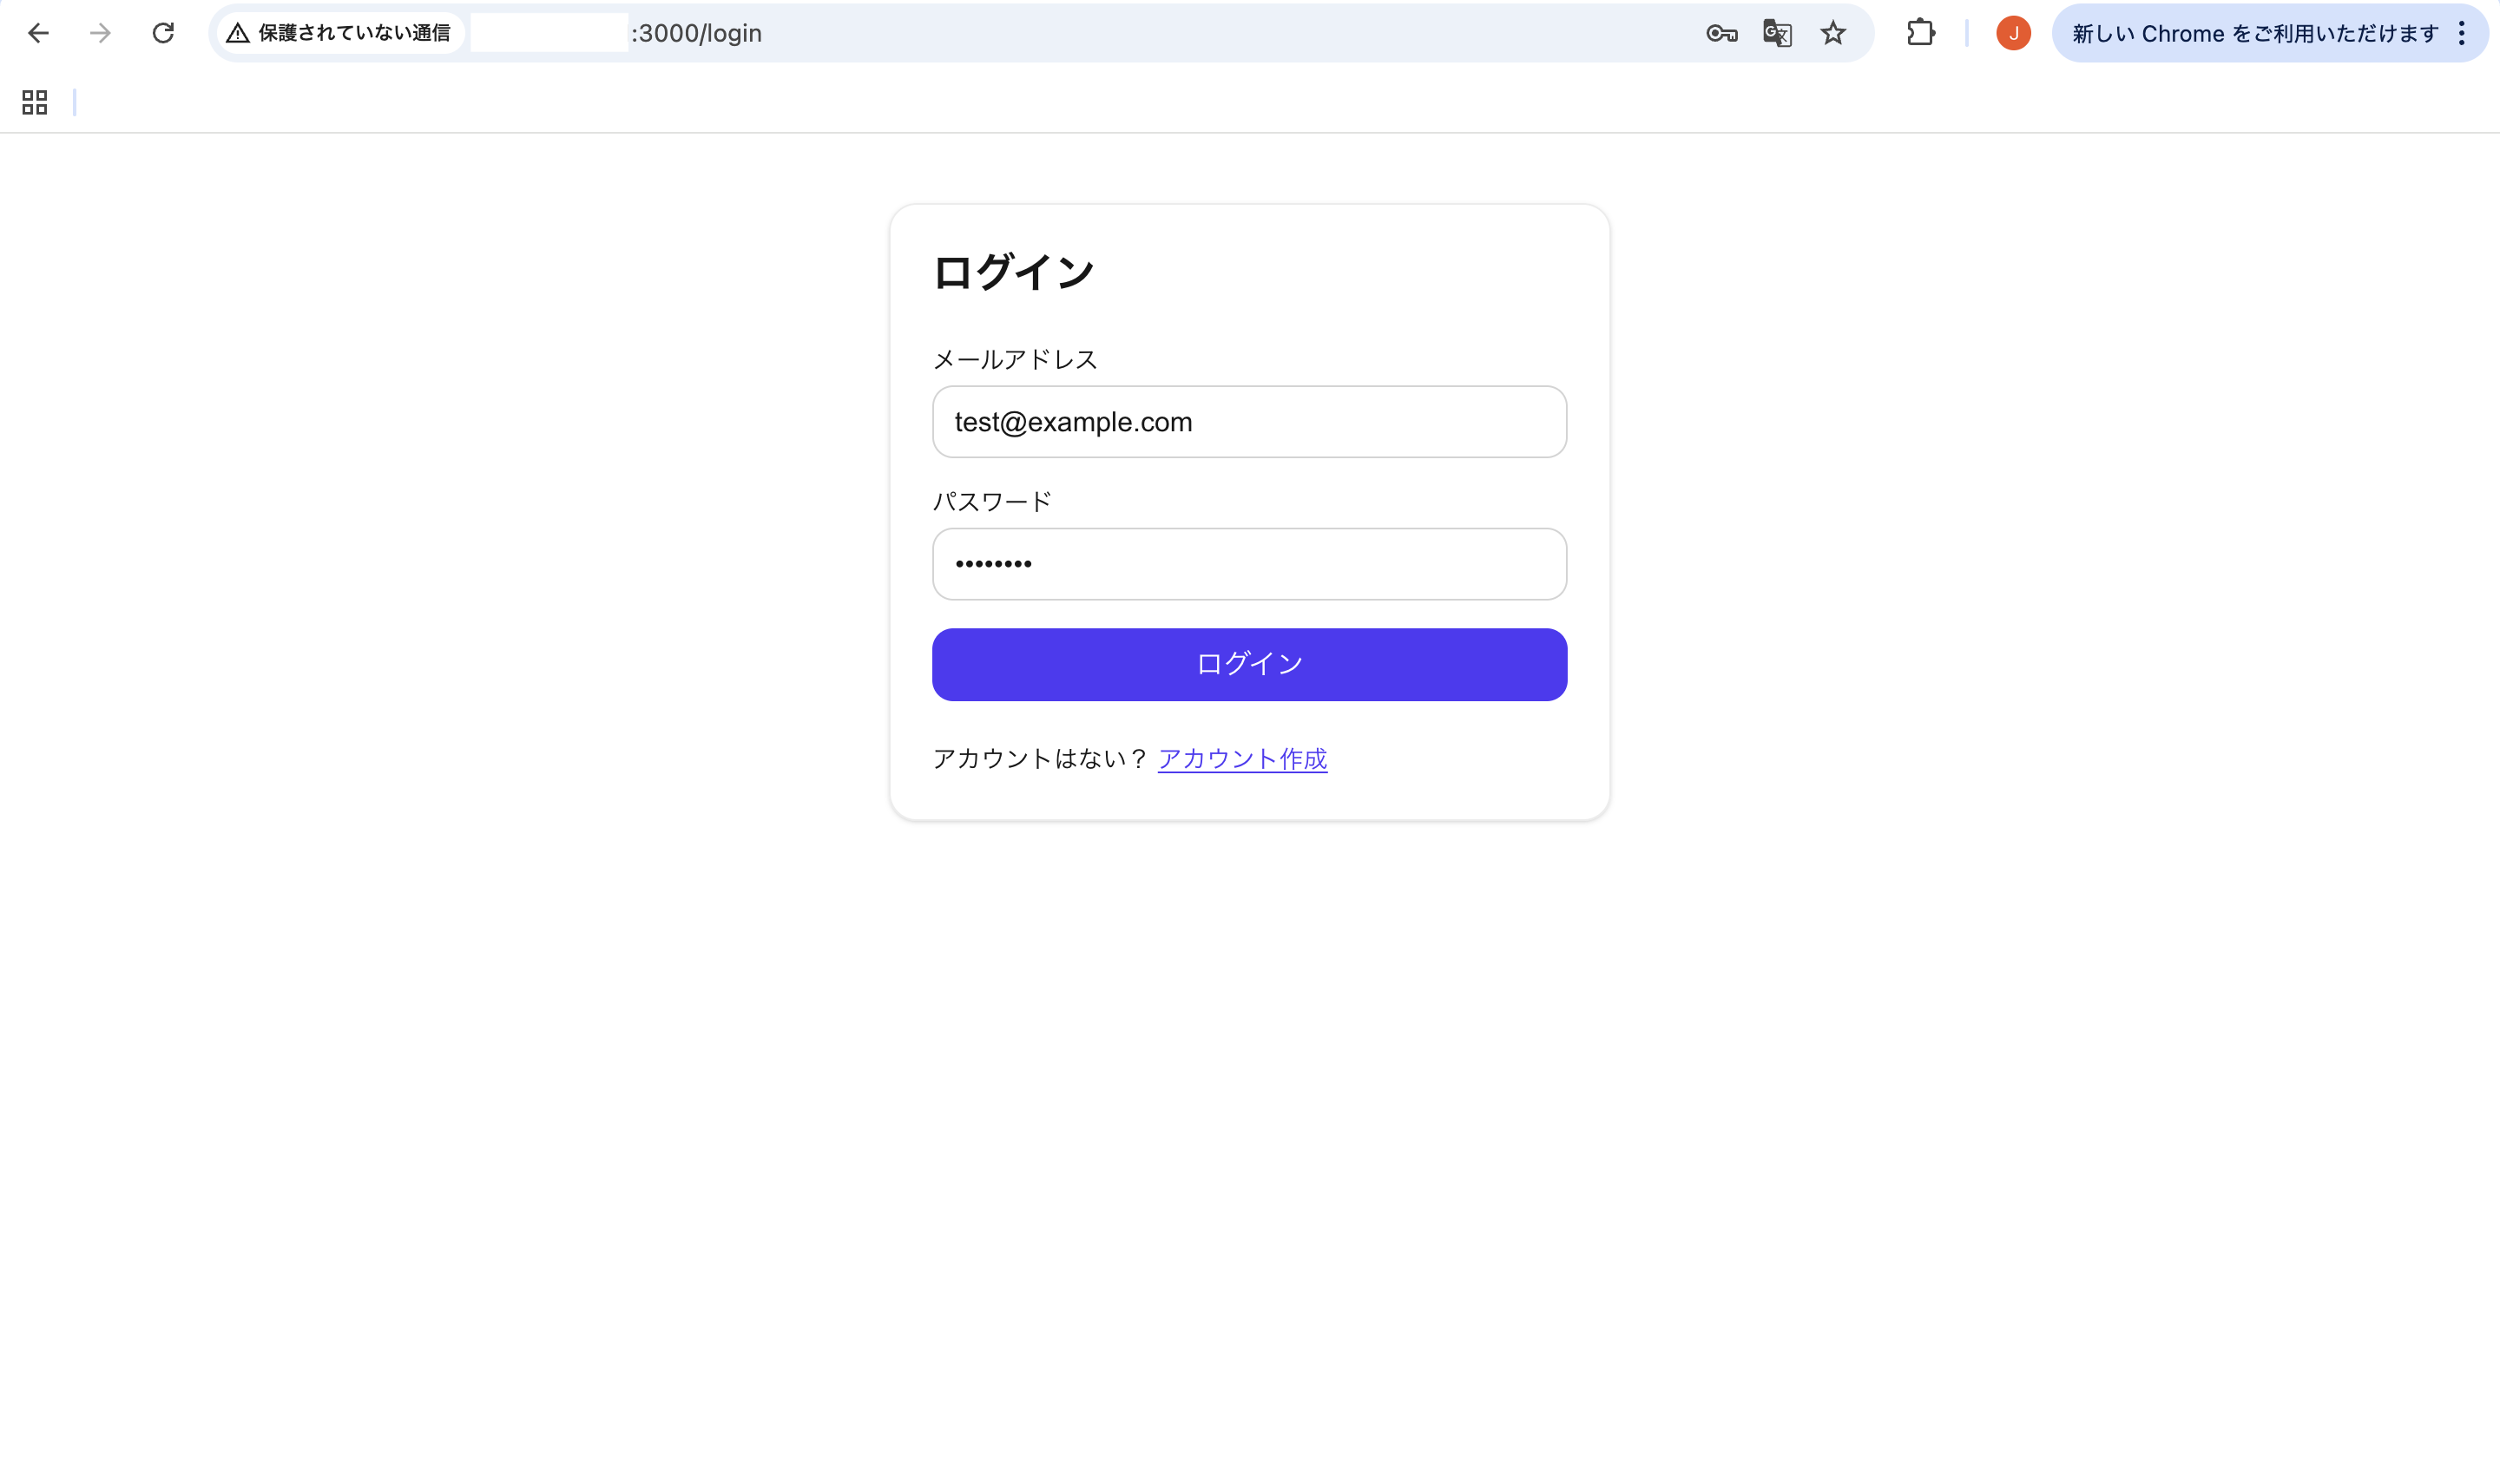 保護されていない通信 :3000/login
J
新しい Chrome をご利用いただけます
ログイン
メールアドレス
test@example.com
パスワード
••••••••
ログイン
アカウントはない？ アカウント作成